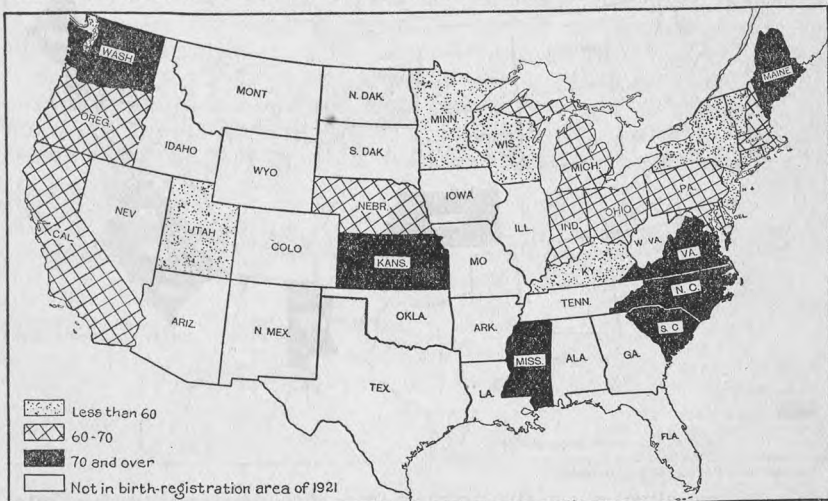 WASH
MAINE
MONT
N. DAK.
MINN.
OREG.
IDAHO
S. DAK.
WIS.
MICH.
N.
WYO
IOWA
NEBR.
PA.
NEV
UTAH
COLO
ILL.
IND.
OHIO
DEL.
W. VA.
VA.
CAL.
KANS.
MO
KY.
N. C.
TENN.
S. C
ARIZ.
N. MEX.
OKLA.
ARK.
MISS.
ALA.
GA.
TEX.
LA.
FLA.
Less than 60
60-70
70 and over
Not in birth-registration area of 1921